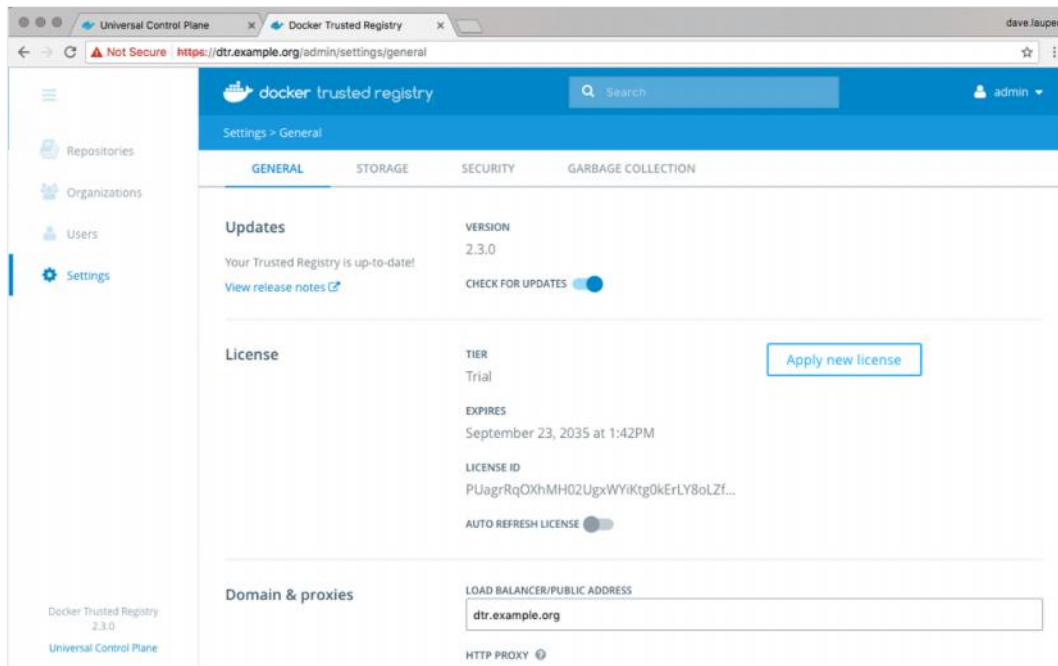 Universal Control Plane
Docker Trusted Registry
dave.lauper
Not Secure https://dtr.example.org/admin/settings/general
docker trusted registry
Search
admin
Settings > General
Repositories
Organizations
Users
Settings
GENERAL STORAGE SECURITY GARBAGE COLLECTION
Updates
Your Trusted Registry is up-to-date!
View release notes
VERSION
2.3.0
CHECK FOR UPDATES
License
TIER
Trial
Apply new license
EXPIRES
September 23, 2035 at 1:42PM
LICENSE ID
PUagrRqOXhMH02UgxWYiKtg0kErLY8oLZf...
AUTO REFRESH LICENSE
Domain & proxies
LOAD BALANCER/PUBLIC ADDRESS
dtr.example.org
HTTP PROXY
Docker Trusted Registry
2.3.0
Universal Control Plane